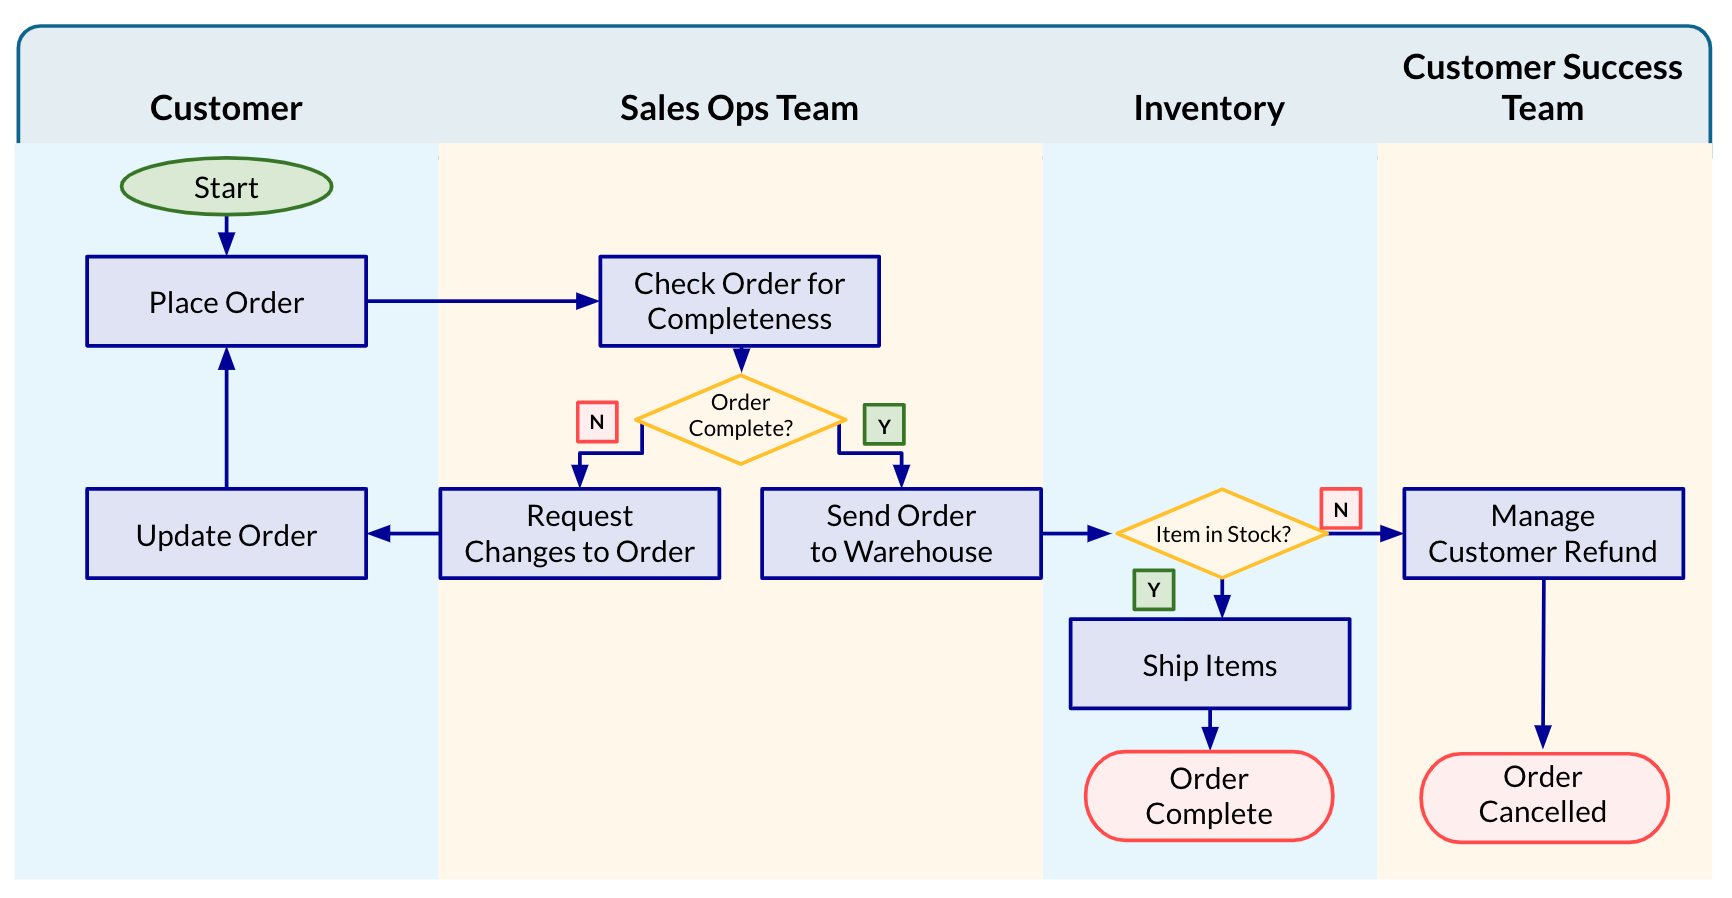 Customer
Sales Ops Team
Inventory
Customer Success
Team
Start
Place Order
Check Order for
Completeness
Order
Complete?
N
Y
Update Order
Request
Changes to Order
Send Order
to Warehouse
Item in Stock?
N
Manage
Customer Refund
Y
Ship Items
Order
Complete
Order
Cancelled